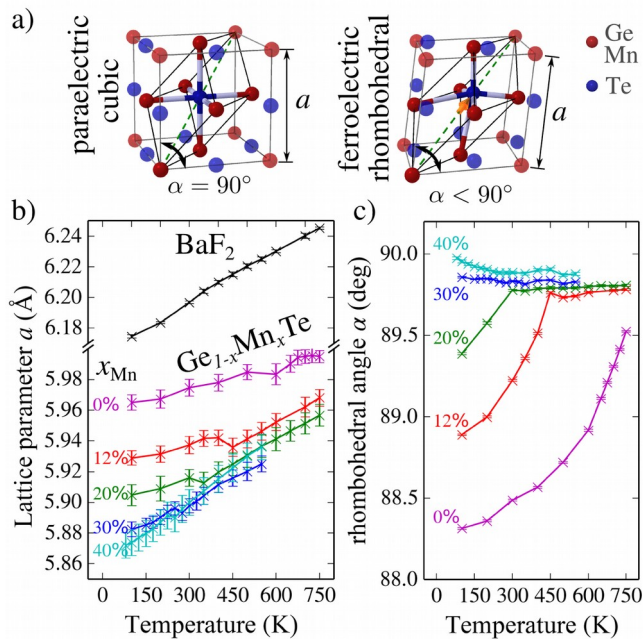 a)
paraelectric
cubic
a
α = 90°
ferroelectric
rhombohedral
a
α < 90°
Ge
Mn
Te
b)
6.24
6.22
6.20
6.18
5.98
5.96
5.94
5.92
5.90
5.88
5.86
Lattice parameter a (Å)
BaF2
Ge1-xMnxTe
xMn
0%
12%
20%
30%
40%
0 150 300 450 600 750
Temperature (K)
c)
90.0
89.5
89.0
88.5
88.0
rhombohedral angle α (deg)
40%
30%
20%
12%
0%
0 150 300 450 600 750
Temperature (K)